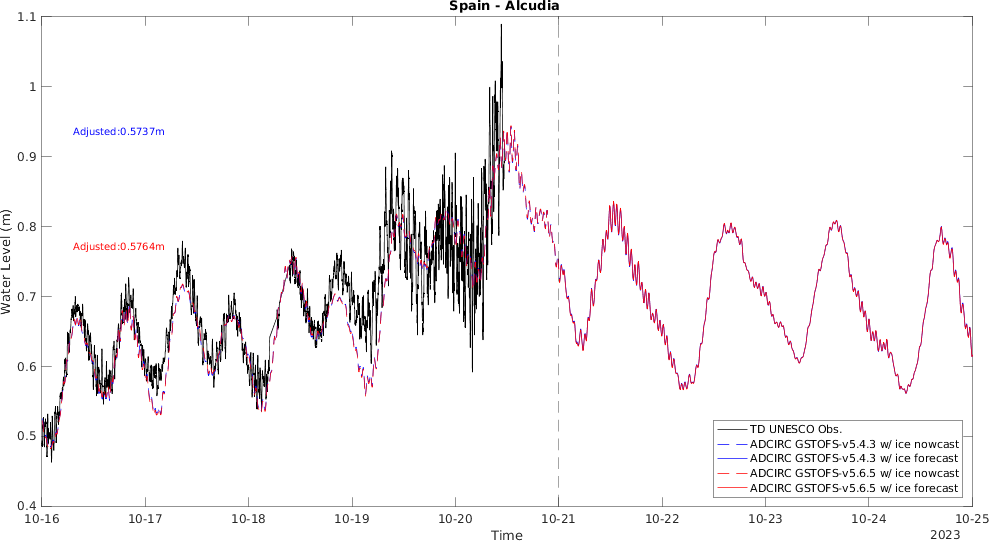 Spain - Alcudia
1.1
1
0.9
0.8
0.7
0.6
0.5
0.4
Water Level (m)
Adjusted:0.5737m
Adjusted:0.5764m
TD UNESCO Obs.
ADCIRC GSTOFS-v5.4.3 w/ ice nowcast
ADCIRC GSTOFS-v5.4.3 w/ ice forecast
ADCIRC GSTOFS-v5.6.5 w/ ice nowcast
ADCIRC GSTOFS-v5.6.5 w/ ice forecast
10-16 10-17 10-18 10-19 10-20 10-21 10-22 10-23 10-24 10-25
Time
2023